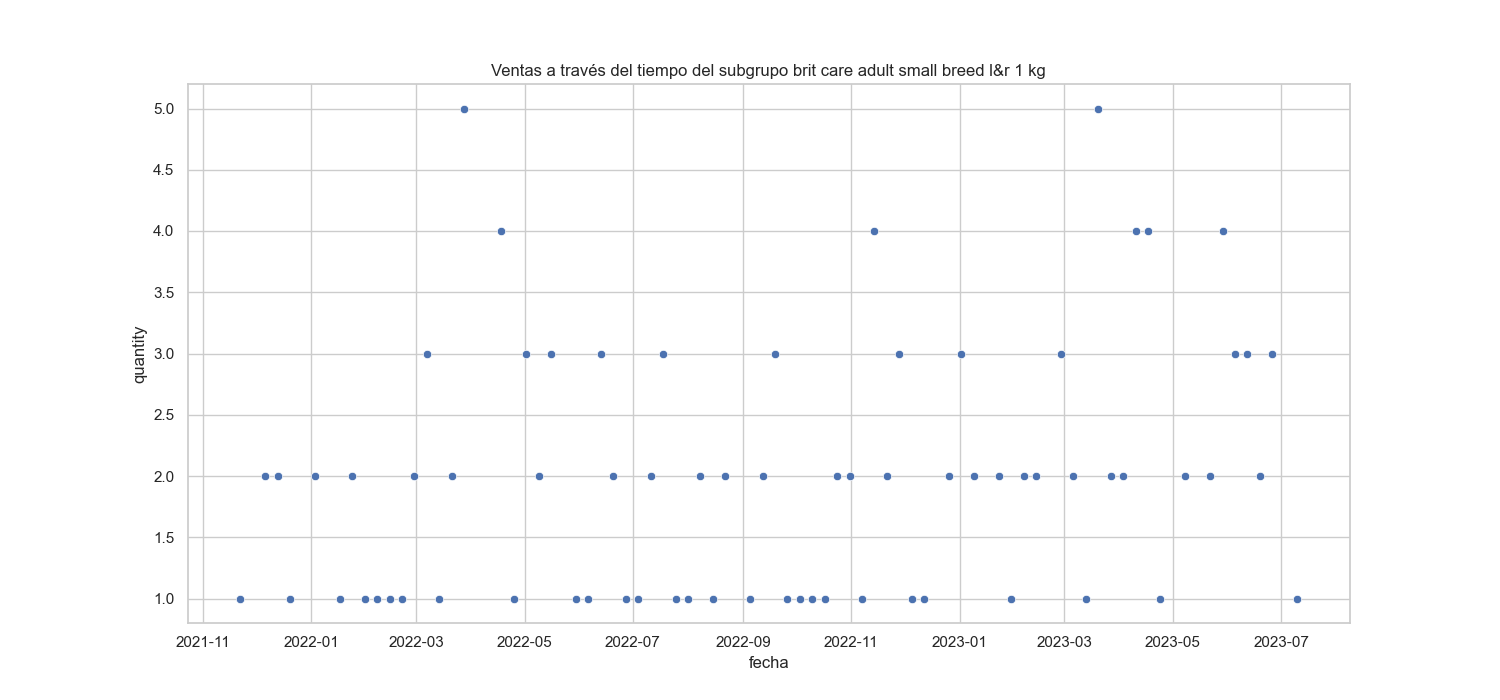 Ventas a través del tiempo del subgrupo brit care adult small breed l&r 1 kg
quantity
5.0
4.5
4.0
3.5
3.0
2.5
2.0
1.5
1.0
2021-11 2022-01 2022-03 2022-05 2022-07 2022-09 2022-11 2023-01 2023-03 2023-05 2023-07
fecha